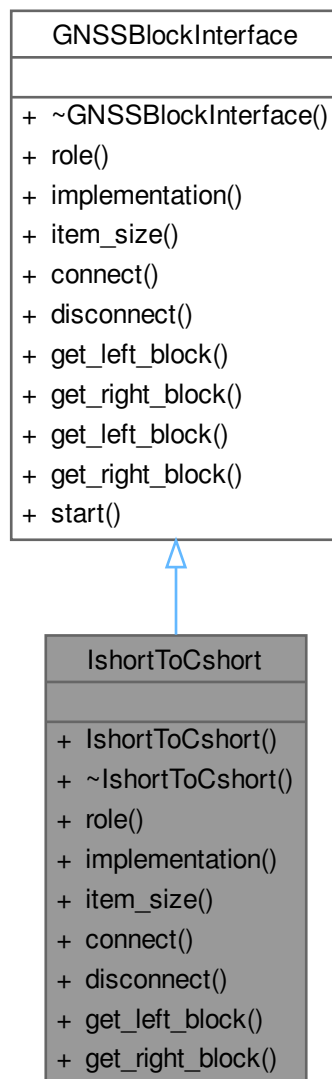 GNSSBlockInterface
+ ~GNSSBlockInterface()
+ role()
+ implementation()
+ item_size()
+ connect()
+ disconnect()
+ get_left_block()
+ get_right_block()
+ get_left_block()
+ get_right_block()
+ start()
IshortToCshort
+ IshortToCshort()
+ ~IshortToCshort()
+ role()
+ implementation()
+ item_size()
+ connect()
+ disconnect()
+ get_left_block()
+ get_right_block()